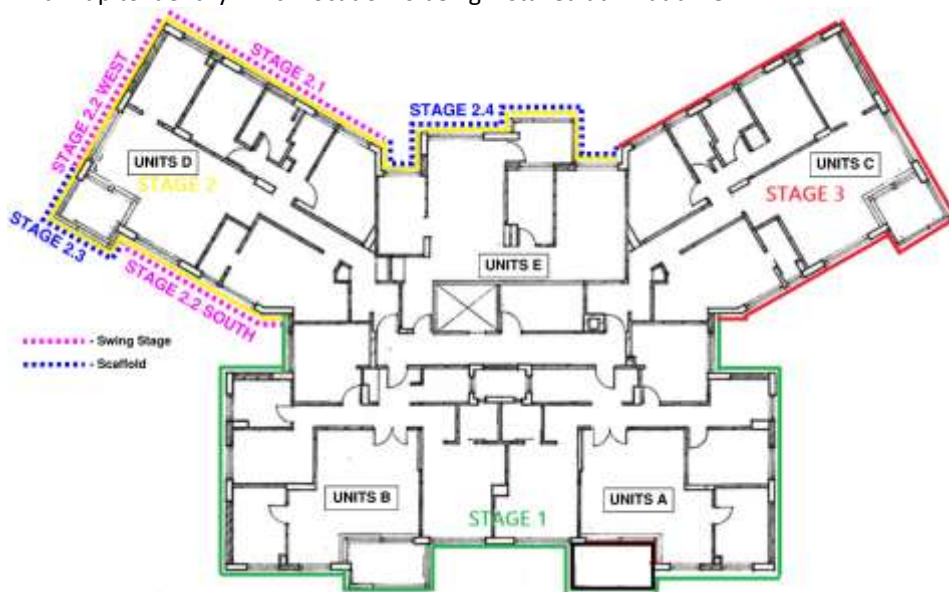 STAGE 2.1
STAGE 2.2 WEST
STAGE 2.4
UNITS D
STAGE 2
UNITS C
STAGE 3
UNITS E
STAGE 2.3
STAGE 2.2 SOUTH
- Swing Stage
- Scaffold
UNITS B
UNITS A
STAGE 1